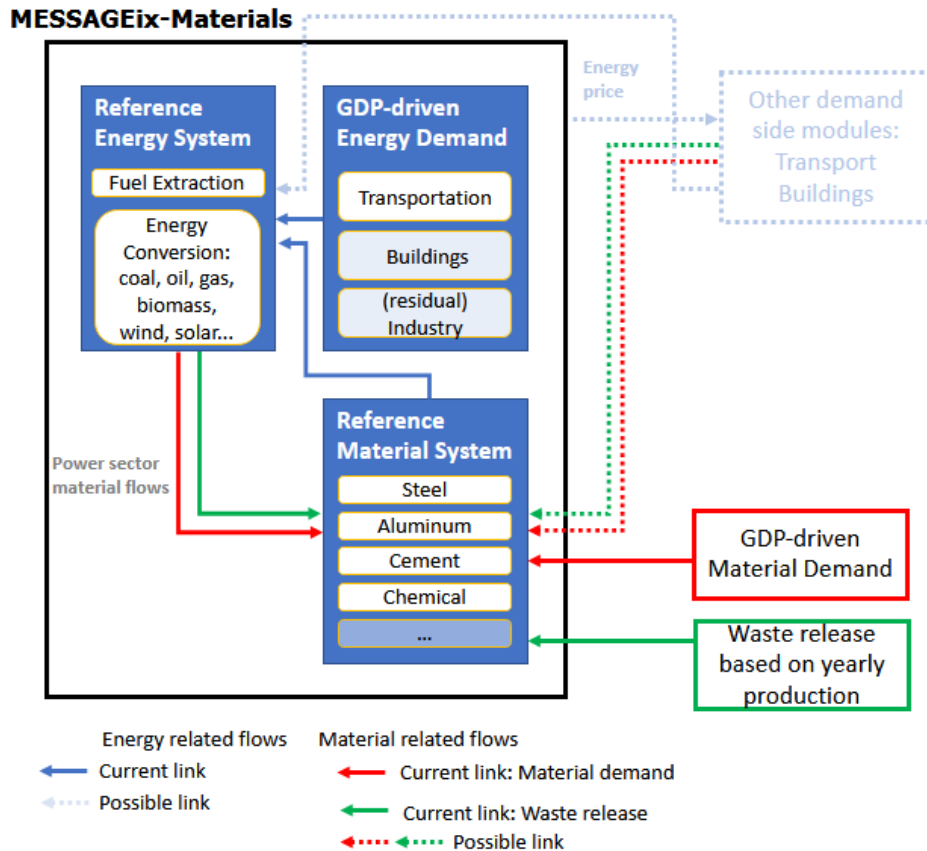 MESSAGEix-Materials
Reference
Energy System
Fuel Extraction
Energy
Conversion:
coal, oil, gas,
biomass,
wind, solar...
GDP-driven
Energy Demand
Transportation
Buildings
(residual)
Industry
Energy
price
Other demand
side modules:
Transport
Buildings
Power sector
material flows
Reference
Material System
Steel
Aluminum
Cement
Chemical
...
GDP-driven
Material Demand
Waste release
based on yearly
production
Energy related flows
Current link
Possible link
Material related flows
Current link: Material demand
Current link: Waste release
Possible link